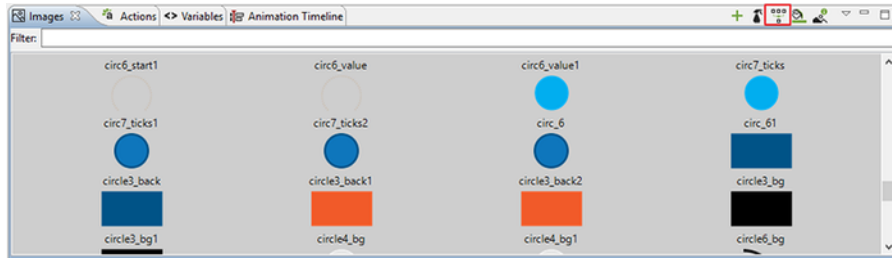 Images Actions <> Variables Animation Timeline
Filter:
circ6_start1 circ6_value circ6_value1 circ7_ticks
circ7_ticks1 circ7_ticks2 circ_6 circ_61
circle3_back circle3_back1 circle3_back2 circle3_bg
circle3_bg1 circle4_bg circle4_bg1 circle6_bg